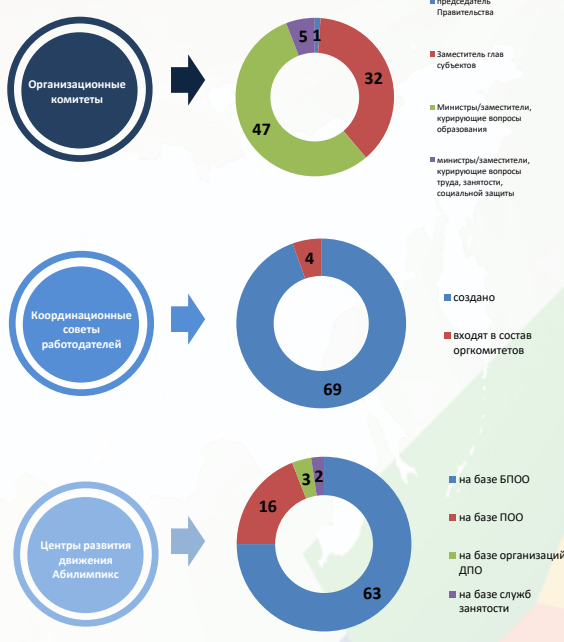 председатель
Правительства
Организационные
комитеты
5
1
32
47
Заместитель глав
субъектов
Министры/заместители,
курирующие вопросы
образования
министры/заместители,
курирующие вопросы
труда, занятости,
социальной защиты
Координационные
советы
работодателей
4
69
создано
входят в состав
оргкомитетов
Центры развития
движения
Абилимпикс
3
2
16
63
на базе БПОО
на базе ПОО
на базе организаций
ДПО
на базе служб
занятости